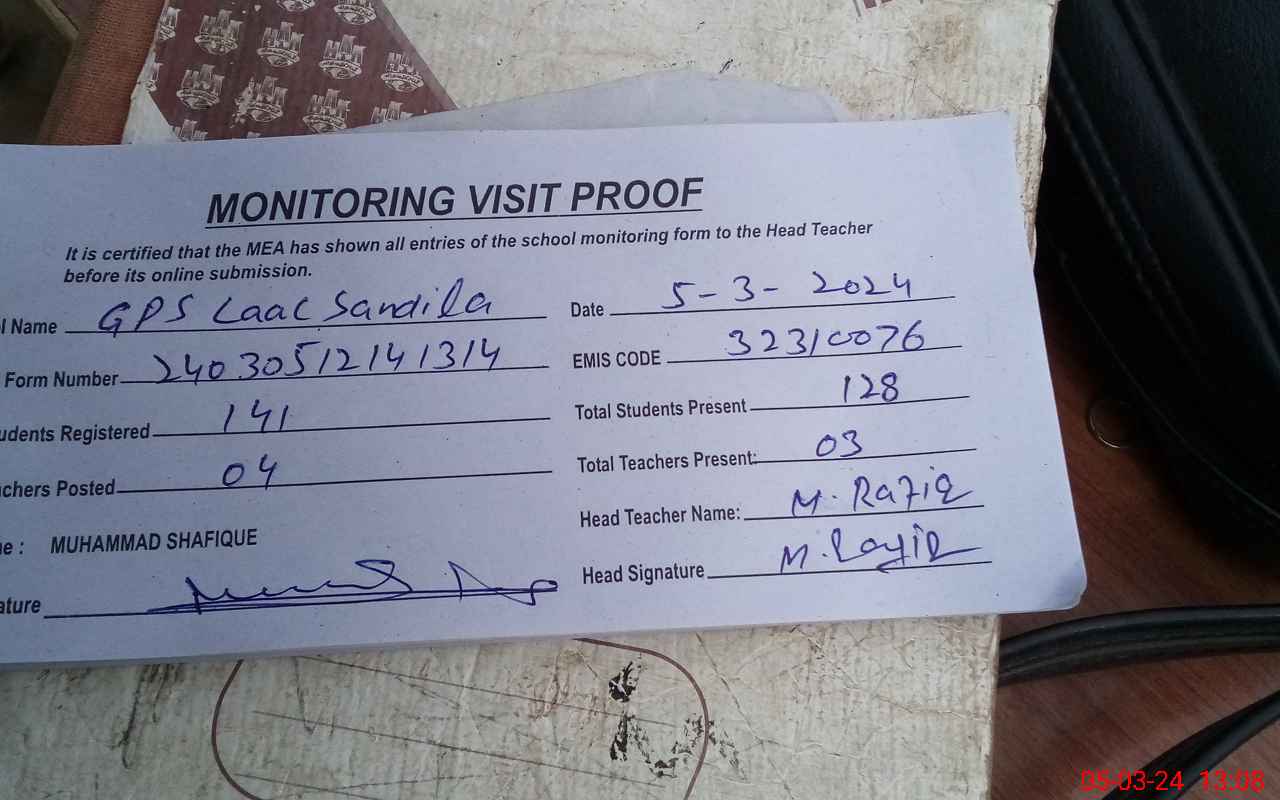 MONITORING VISIT PROOF
It is certified that the MEA has shown all entries of the school monitoring form to the Head Teacher
before its online submission.
l Name GPS Laal Sandila Date 5-3-2024
Form Number 24030512141314 EMIS CODE 32310076
udents Registered 141 Total Students Present 128
chers Posted 04 Total Teachers Present: 03
e : MUHAMMAD SHAFIQUE Head Teacher Name: M. Rafiq
ature Head Signature M. Rafiq
05-03-24 13:08